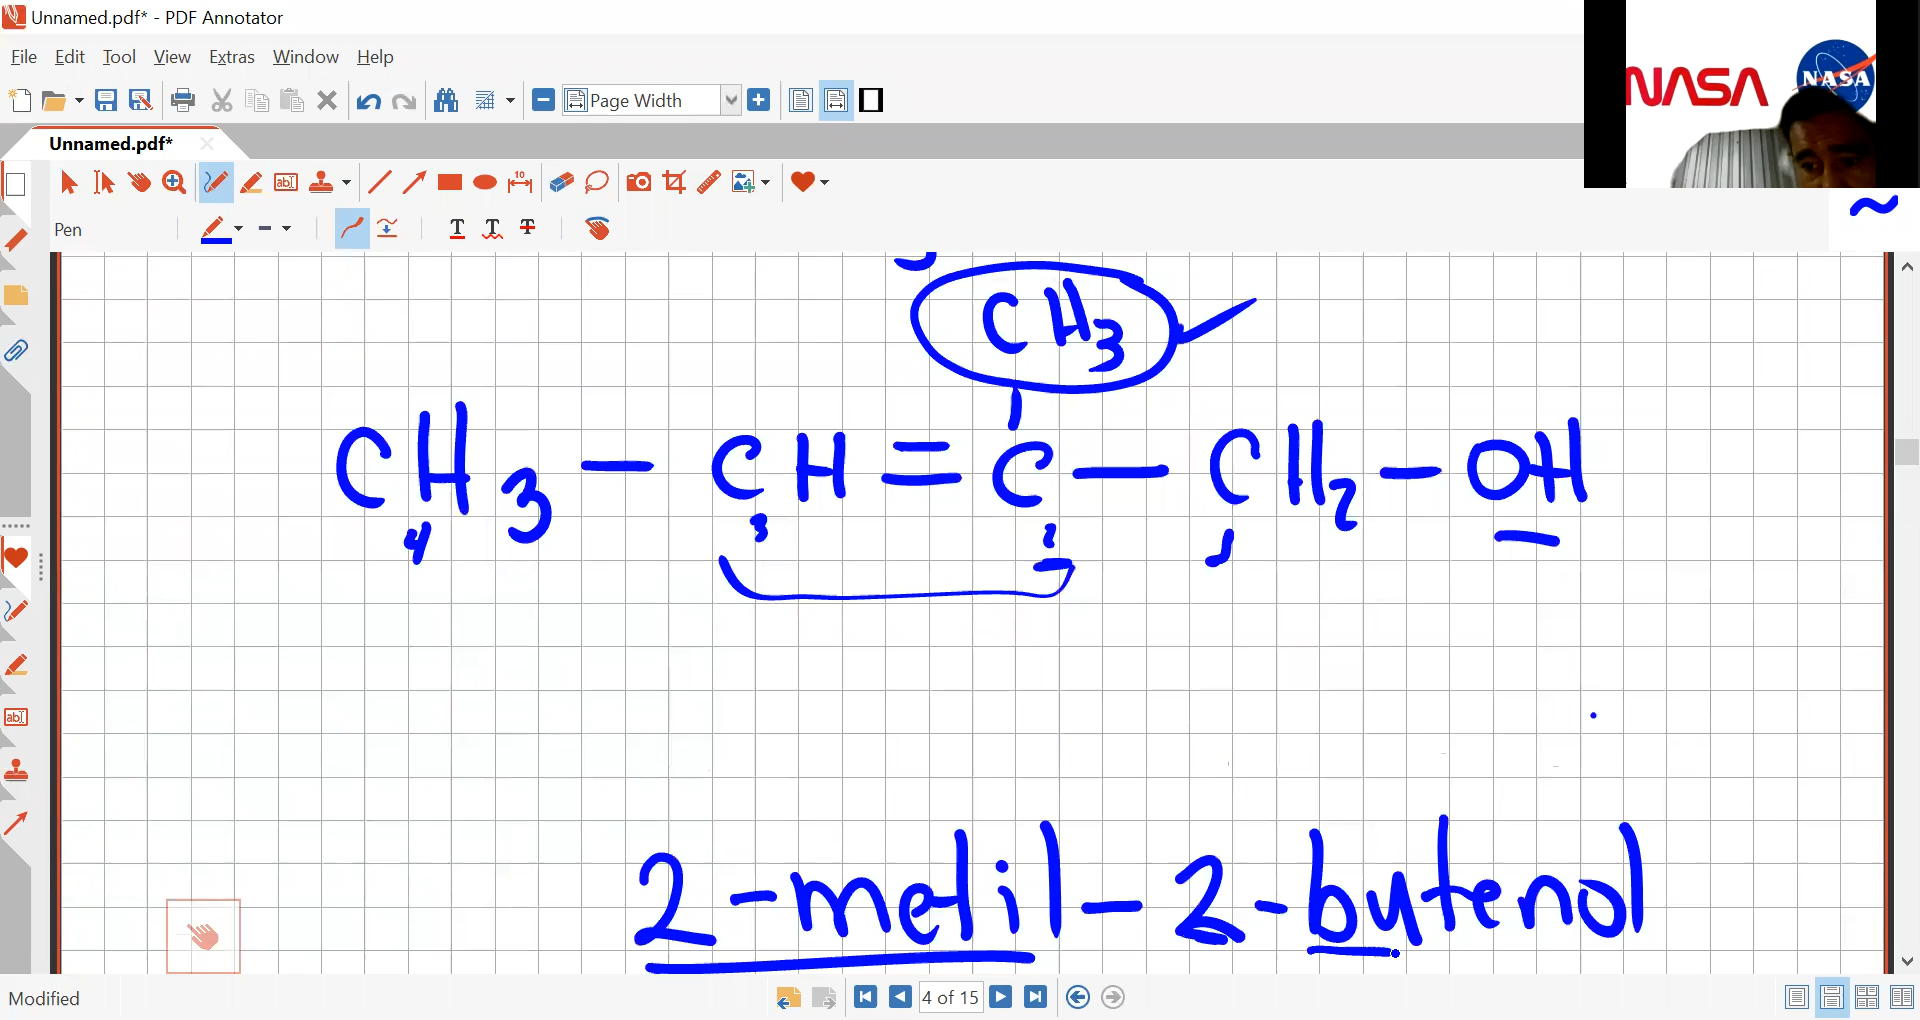 Unnamed.pdf* - PDF Annotator
NASA
NASA
File Edit Tool View Extras Window Help
Page Width
Unnamed.pdf*
10
Pen
CH3
CH3 - CH = C - CH2 - OH
4 3 2 1
2 - metil - 2 - butenol
Modified
4 of 15